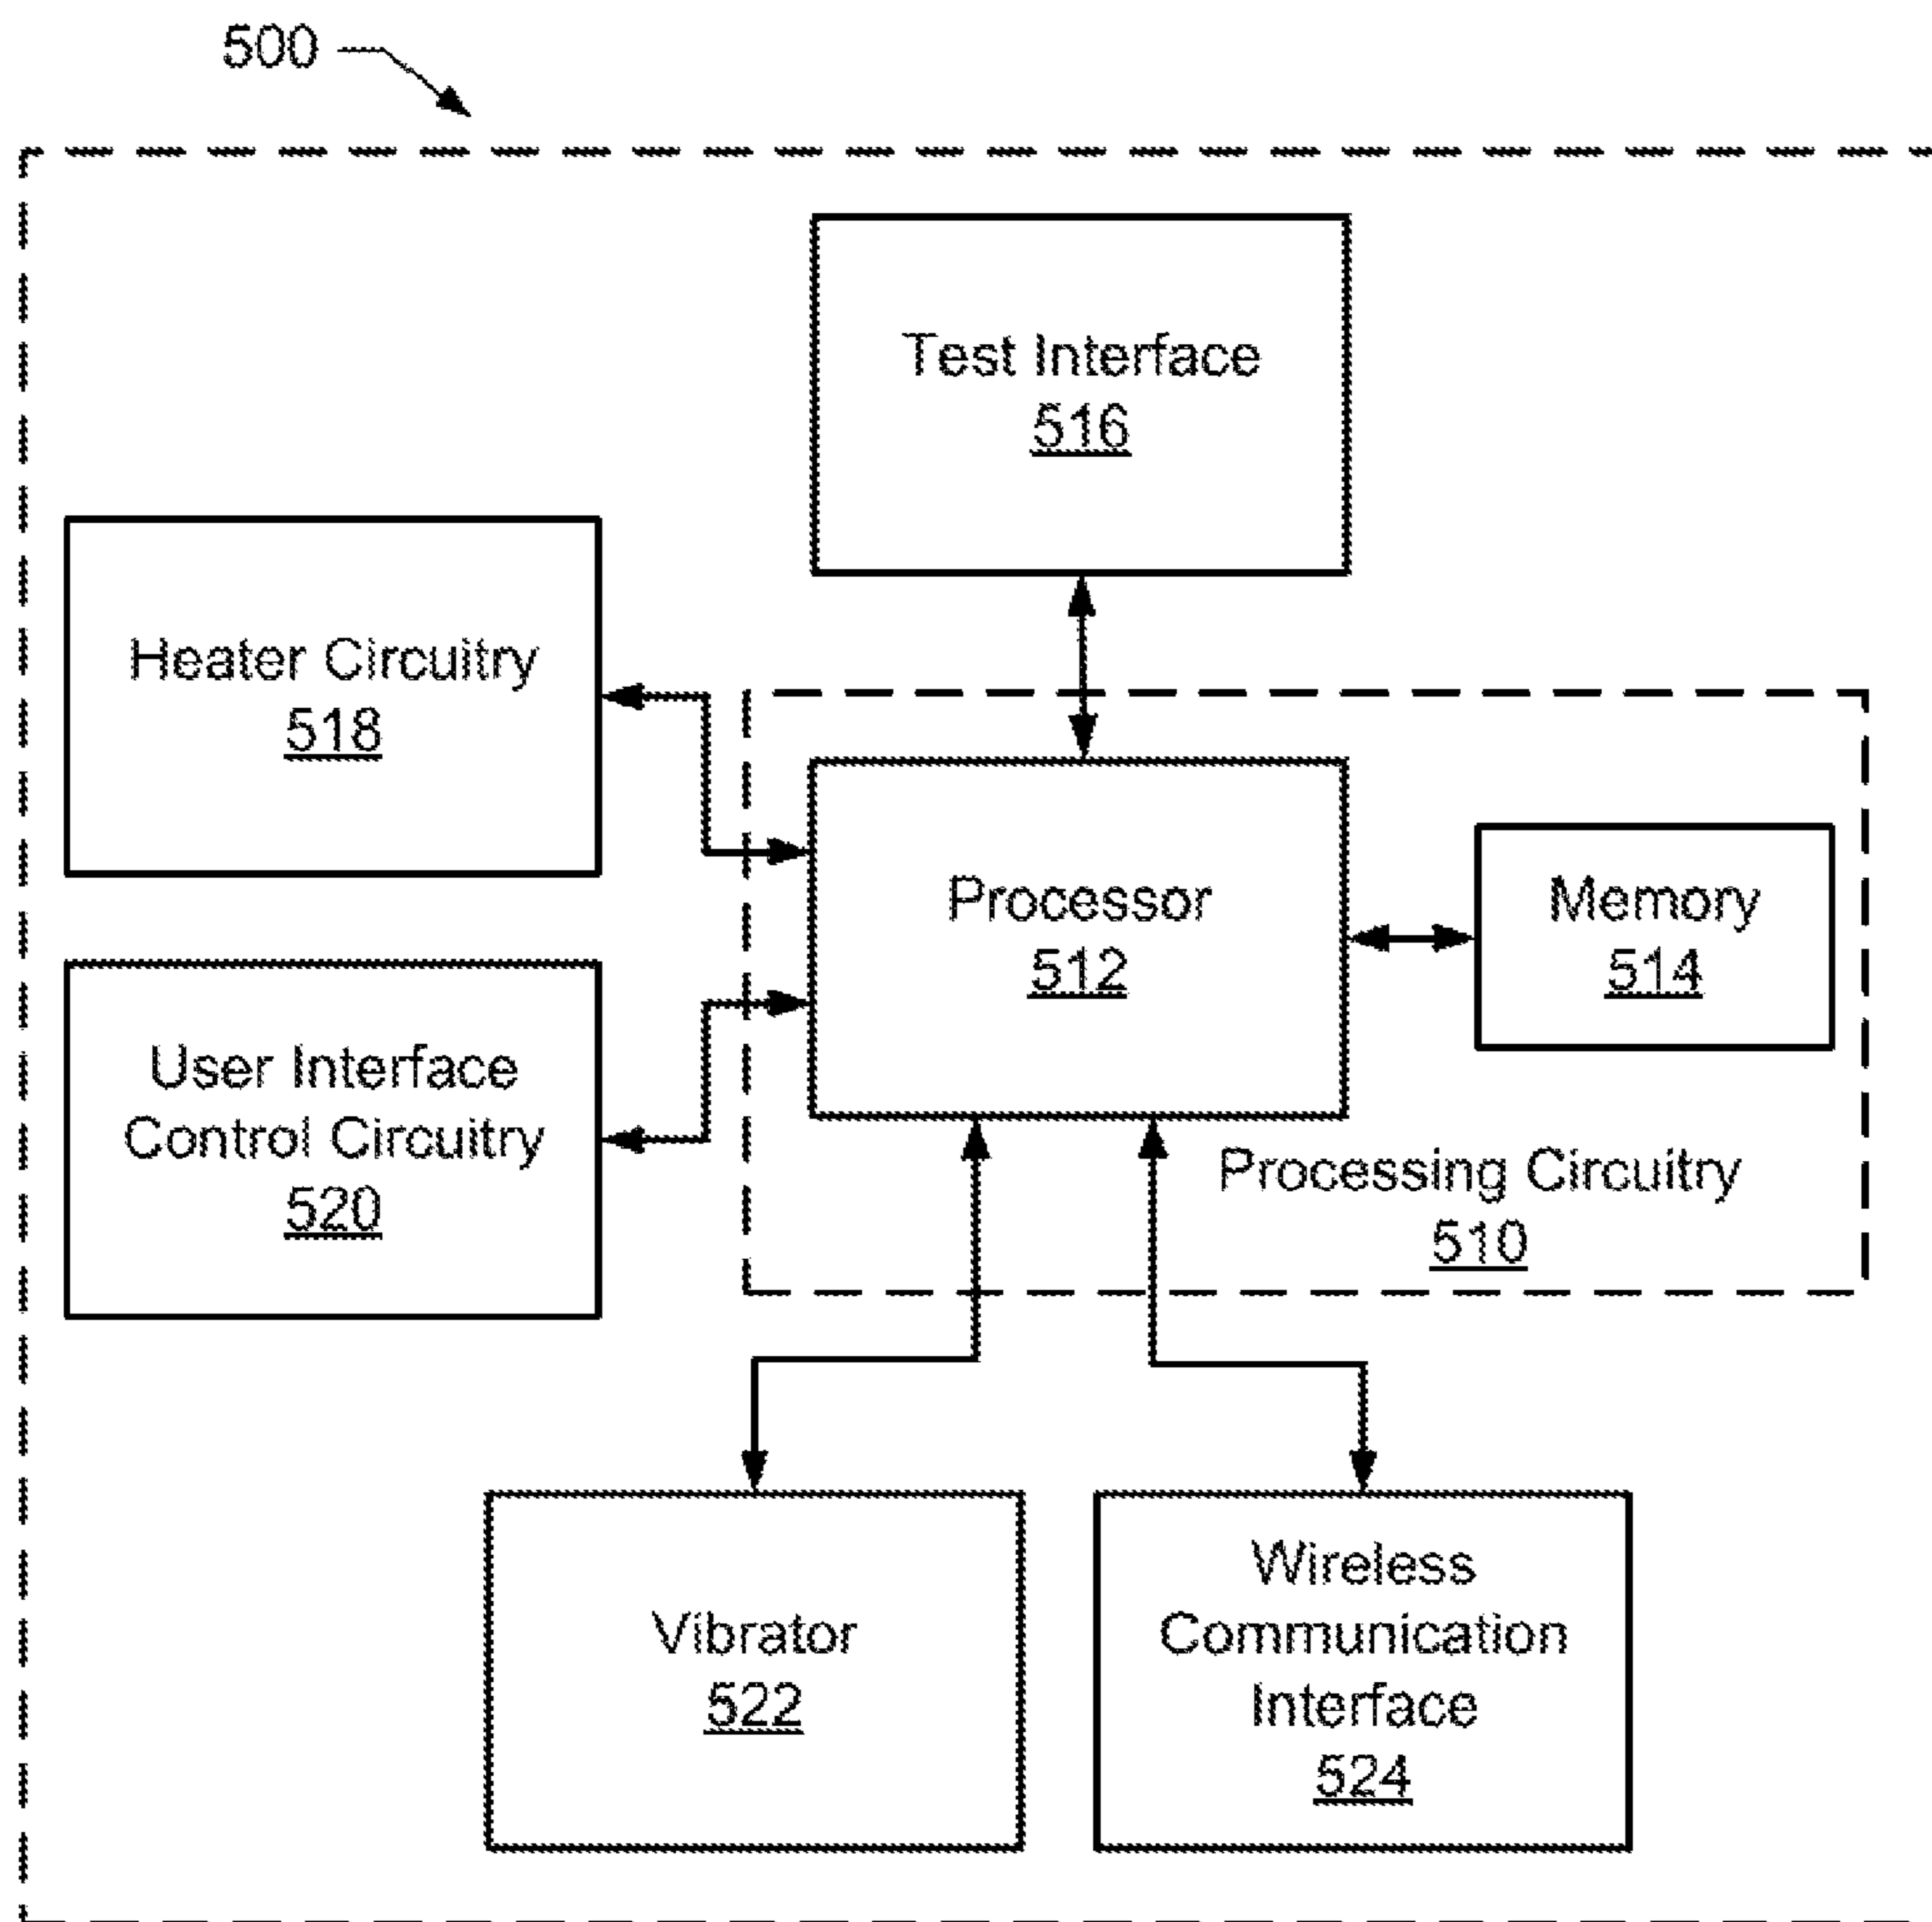 500
Test Interface
516
Heater Circuitry
518
Processor
512
Memory
514
User Interface
Control Circuitry
520
Processing Circuitry
510
Vibrator
522
Wireless
Communication
Interface
524